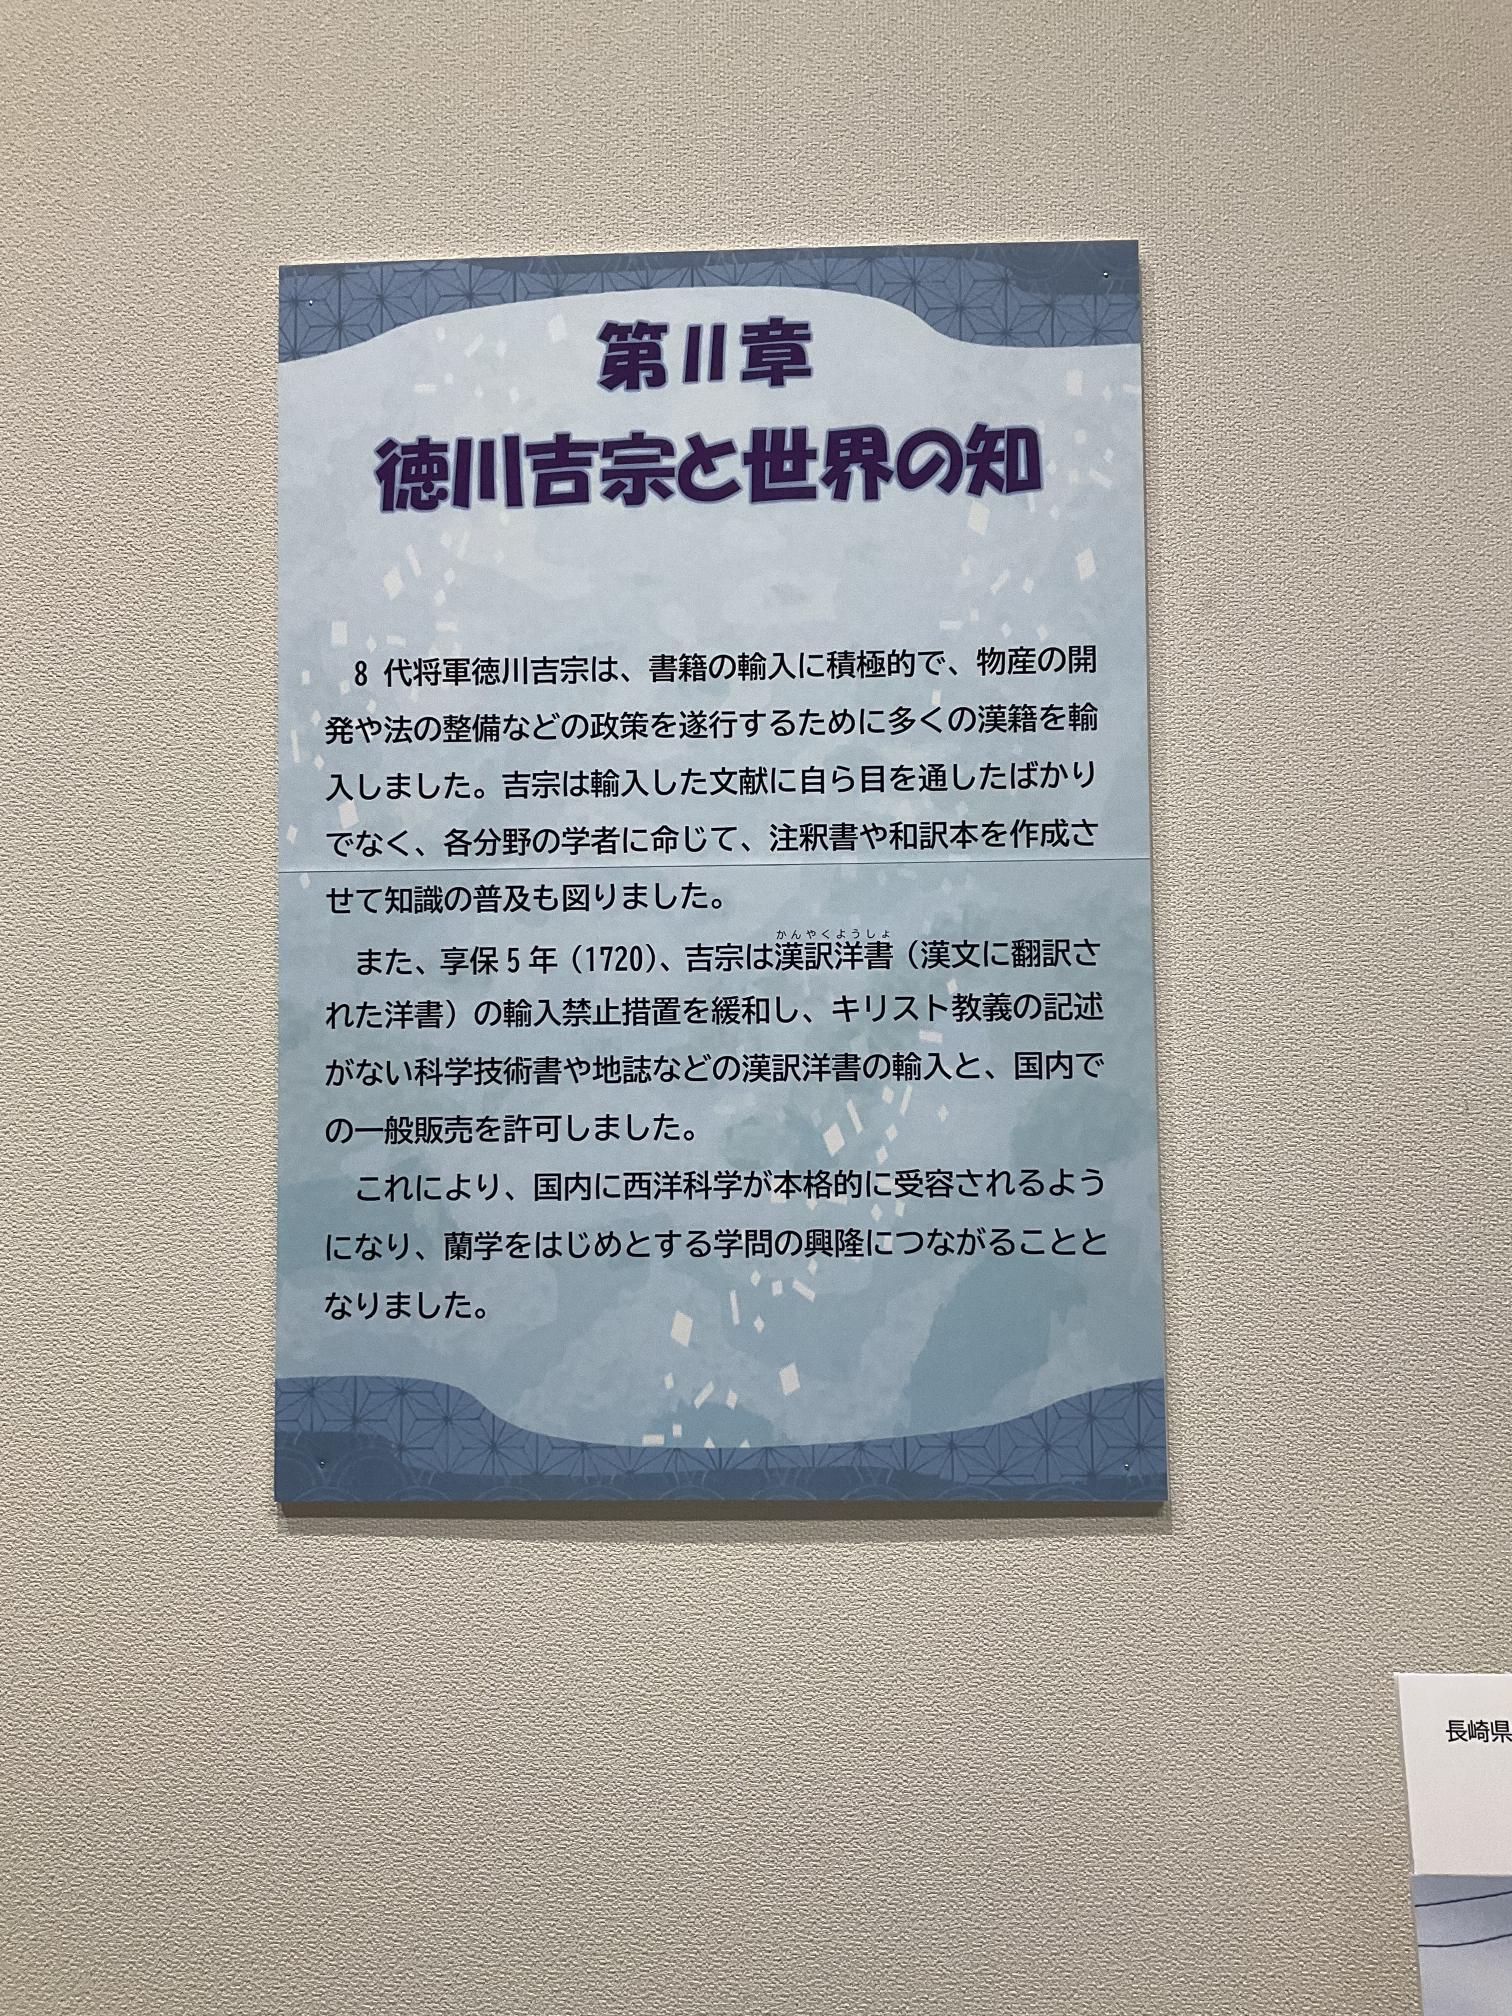 第11章
徳川吉宗と世界の知
8 代将軍徳川吉宗は、書籍の輸入に積極的で、物産の開
発や法の整備などの政策を遂行するために多くの漢籍を輸
入しました。吉宗は輸入した文献に自ら目を通したばかり
でなく、各分野の学者に命じて、注釈書や和訳本を作成さ
せて知識の普及も図りました。
かんやくようしょ
また、享保5年(1720)、吉宗は漢訳洋書(漢文に翻訳さ
れた洋書)の輸入禁止措置を緩和し、キリスト教義の記述
がない科学技術書や地誌などの漢訳洋書の輸入と、国内で
の一般販売を許可しました。
これにより、国内に西洋科学が本格的に受容されるよう
になり、蘭学をはじめとする学問の興隆につながることと
なりました。
長崎県